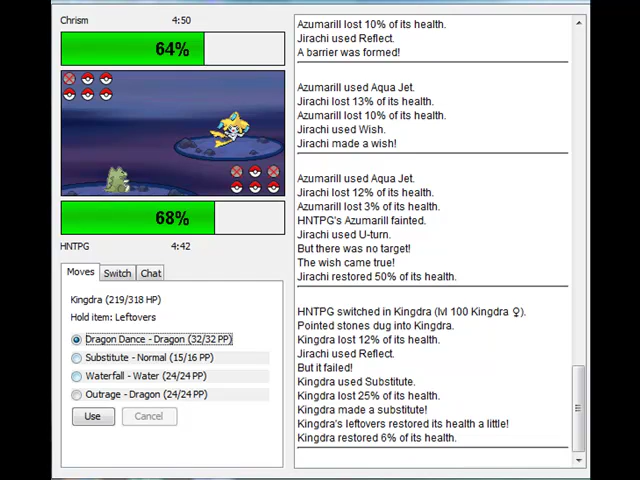 Chrism 4:50
64%
68%
HNTPG 4:42
Moves Switch Chat
Kingdra (219/318 HP)
Hold item: Leftovers
Dragon Dance - Dragon (32/32 PP)
Substitute - Normal (15/16 PP)
Waterfall - Water (24/24 PP)
Outrage - Dragon (24/24 PP)
Use Cancel
Azumarill lost 10% of its health.
Jirachi used Reflect.
A barrier was formed!
Azumarill used Aqua Jet.
Jirachi lost 13% of its health.
Azumarill lost 10% of its health.
Jirachi used Wish.
Jirachi made a wish!
Azumarill used Aqua Jet.
Jirachi lost 12% of its health.
Azumarill lost 3% of its health.
HNTPG's Azumarill fainted.
Jirachi used U-turn.
But there was no target!
The wish came true!
Jirachi restored 50% of its health.
HNTPG switched in Kingdra (lvl 100 Kingdra ♀).
Pointed stones dug into Kingdra.
Kingdra lost 12% of its health.
Jirachi used Reflect.
But it failed!
Kingdra used Substitute.
Kingdra lost 25% of its health.
Kingdra made a substitute!
Kingdra's leftovers restored its health a little!
Kingdra restored 6% of its health.